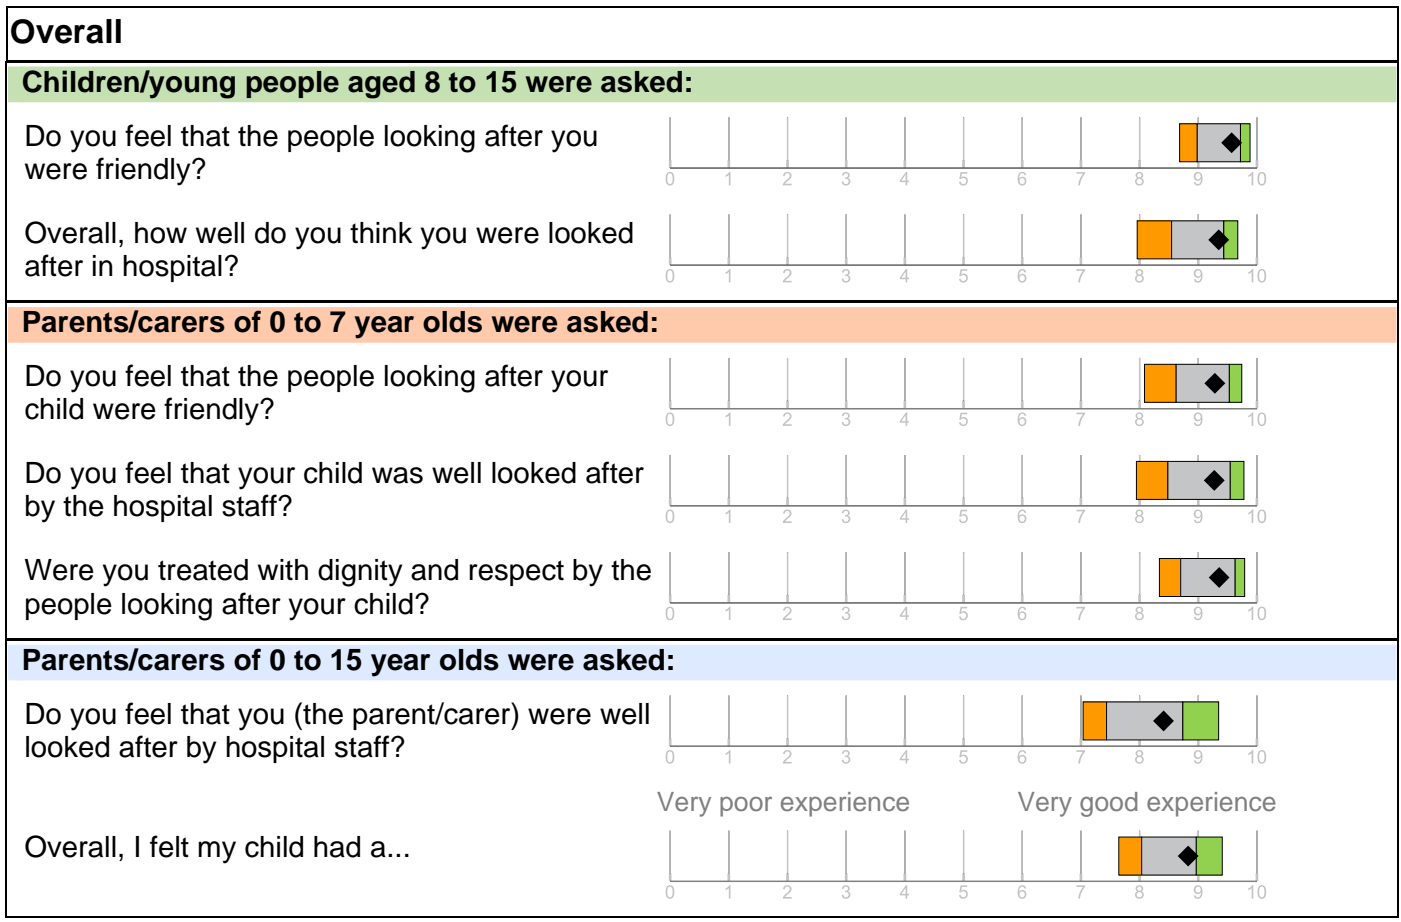 Overall
Children/young people aged 8 to 15 were asked:
Do you feel that the people looking after you
were friendly?
0 1 2 3 4 5 6 7 8 9 10
Overall, how well do you think you were looked
after in hospital?
0 1 2 3 4 5 6 7 8 9 10
Parents/carers of 0 to 7 year olds were asked:
Do you feel that the people looking after your
child were friendly?
0 1 2 3 4 5 6 7 8 9 10
Do you feel that your child was well looked after
by the hospital staff?
0 1 2 3 4 5 6 7 8 9 10
Were you treated with dignity and respect by the
people looking after your child?
0 1 2 3 4 5 6 7 8 9 10
Parents/carers of 0 to 15 year olds were asked:
Do you feel that you (the parent/carer) were well
looked after by hospital staff?
0 1 2 3 4 5 6 7 8 9 10
Very poor experience Very good experience
Overall, I felt my child had a...
0 1 2 3 4 5 6 7 8 9 10